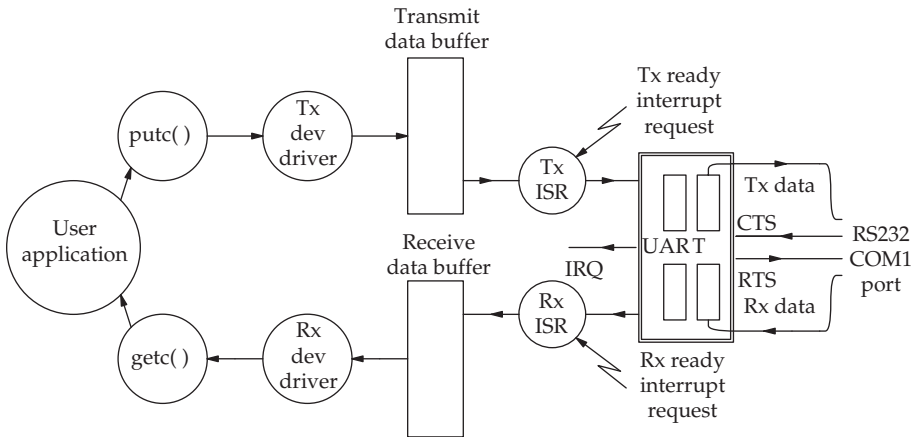 Transmit
data buffer
Tx ready
interrupt
request
putc( )
Tx
dev
driver
Tx
ISR
Tx data
User
application
CTS
UART
RS232
COM1
port
IRQ
RTS
Receive
data buffer
Rx data
Rx
ISR
getc( )
Rx
dev
driver
Rx ready
interrupt
request